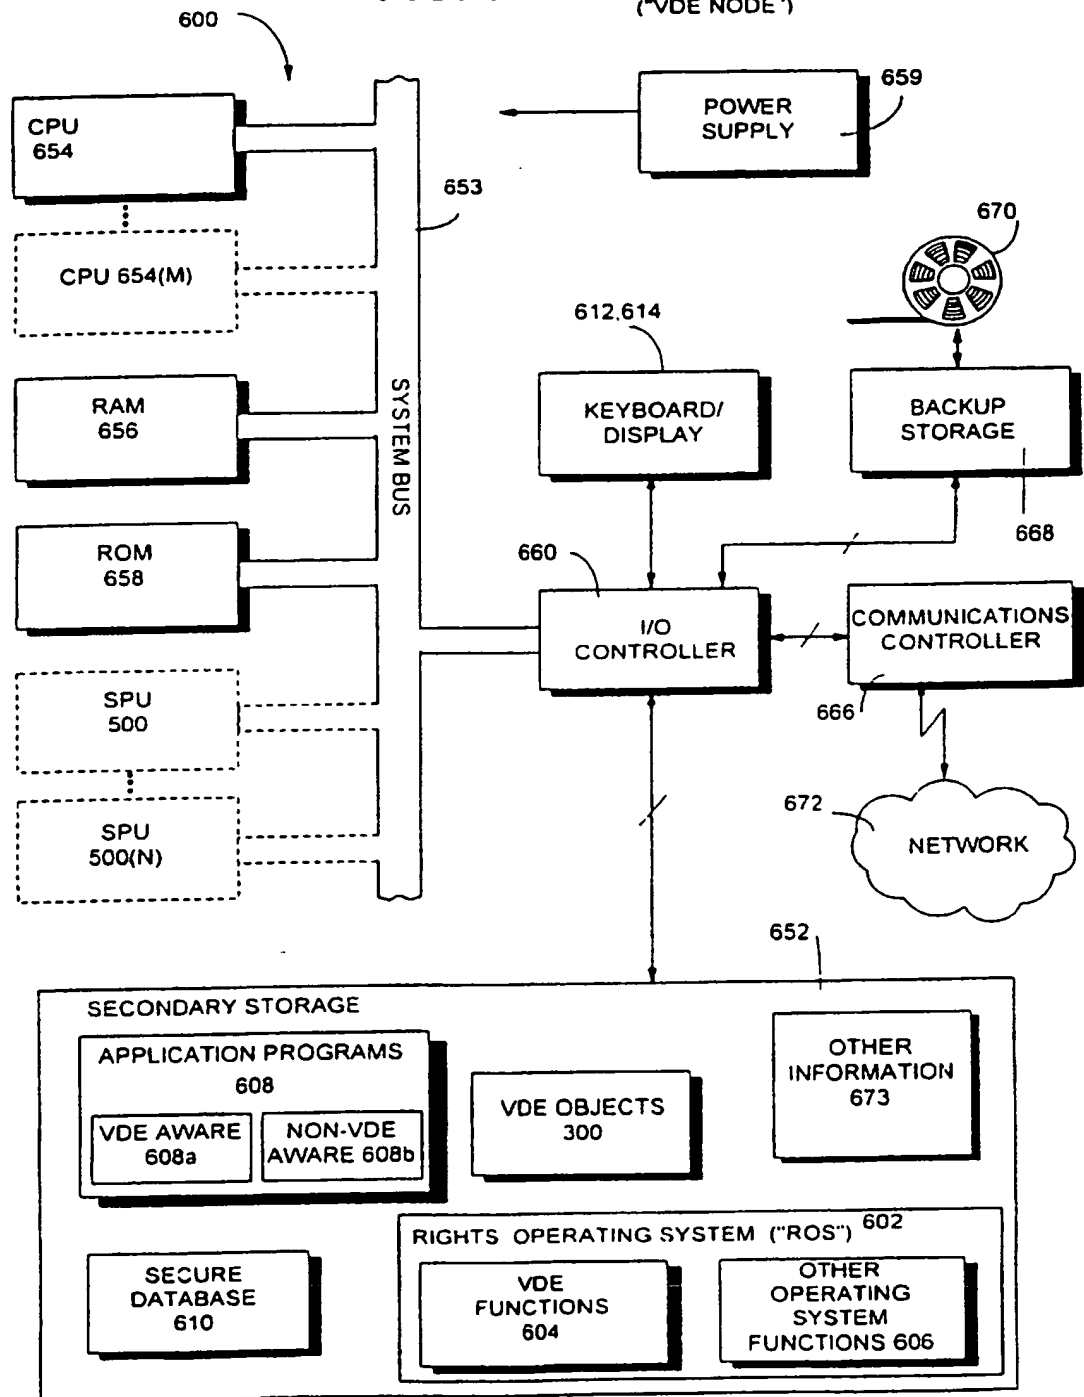 ("VDE NODE")
600
CPU
654
CPU 654(M)
RAM
656
ROM
658
SPU
500
SPU
500(N)
SYSTEM BUS
653
POWER
SUPPLY
659
670
612,614
KEYBOARD/
DISPLAY
BACKUP
STORAGE
668
660
I/O
CONTROLLER
COMMUNICATIONS
CONTROLLER
666
672
NETWORK
652
SECONDARY STORAGE
APPLICATION PROGRAMS
608
VDE AWARE
608a
NON-VDE
AWARE 608b
VDE OBJECTS
300
OTHER
INFORMATION
673
SECURE
DATABASE
610
RIGHTS OPERATING SYSTEM ("ROS") 602
VDE
FUNCTIONS
604
OTHER
OPERATING
SYSTEM
FUNCTIONS 606